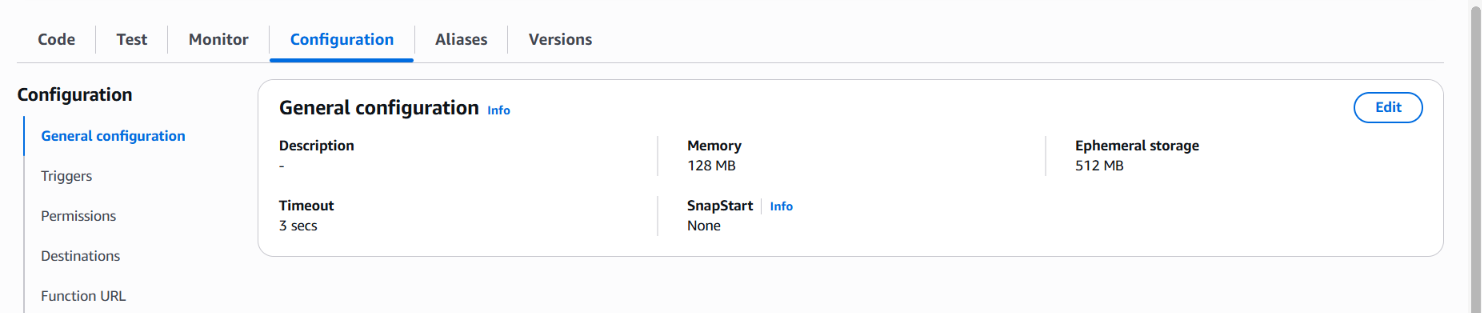 Code Test Monitor Configuration Aliases Versions
Configuration
General configuration
Triggers
Permissions
Destinations
Function URL
General configuration Info
Edit
Description Memory Ephemeral storage
- 128 MB 512 MB
Timeout SnapStart Info
3 secs None